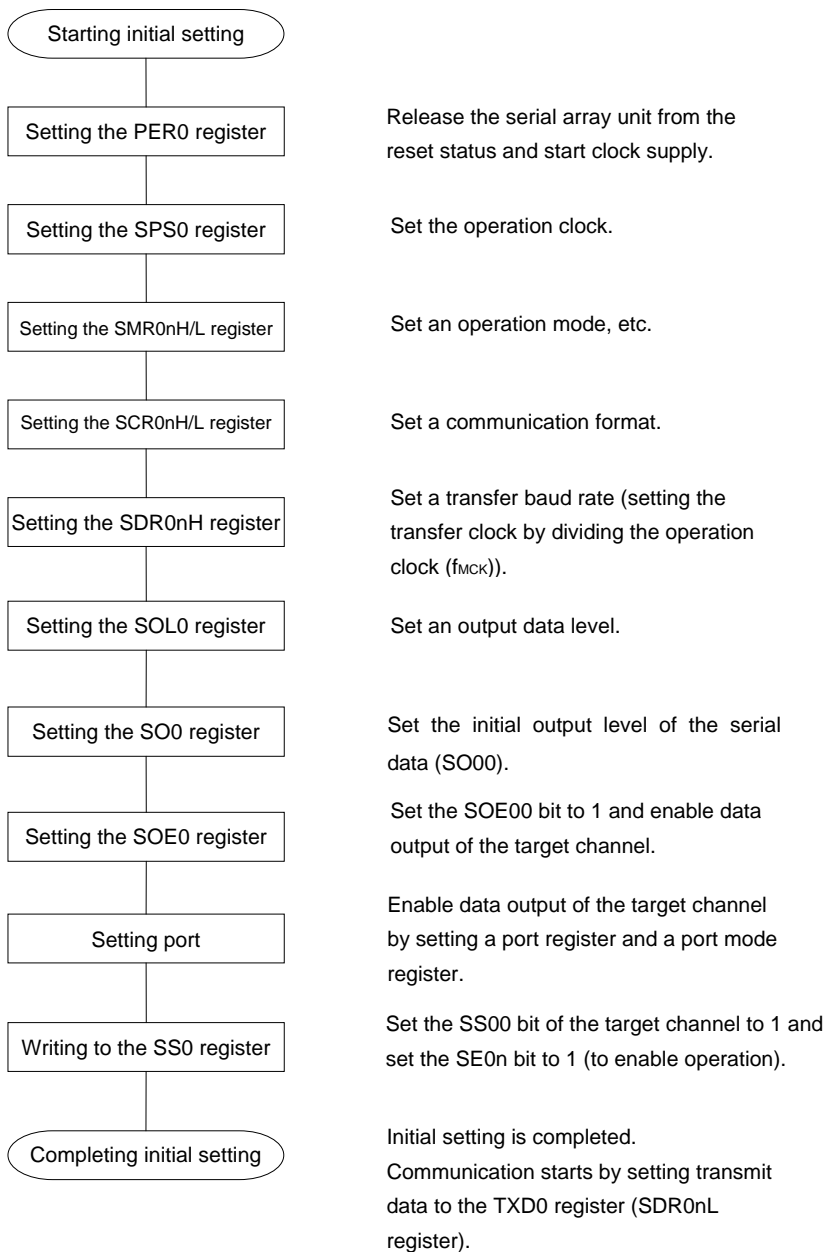 Starting initial setting
Setting the PER0 register
Release the serial array unit from the
reset status and start clock supply.
Setting the SPS0 register
Set the operation clock.
Setting the SMR0nH/L register
Set an operation mode, etc.
Setting the SCR0nH/L register
Set a communication format.
Setting the SDR0nH register
Set a transfer baud rate (setting the
transfer clock by dividing the operation
clock (fMCK)).
Setting the SOL0 register
Set an output data level.
Setting the SO0 register
Set the initial output level of the serial
data (SO00).
Setting the SOE0 register
Set the SOE00 bit to 1 and enable data
output of the target channel.
Setting port
Enable data output of the target channel
by setting a port register and a port mode
register.
Writing to the SS0 register
Set the SS00 bit of the target channel to 1 and
set the SE0n bit to 1 (to enable operation).
Completing initial setting
Initial setting is completed.
Communication starts by setting transmit
data to the TXD0 register (SDR0nL
register).